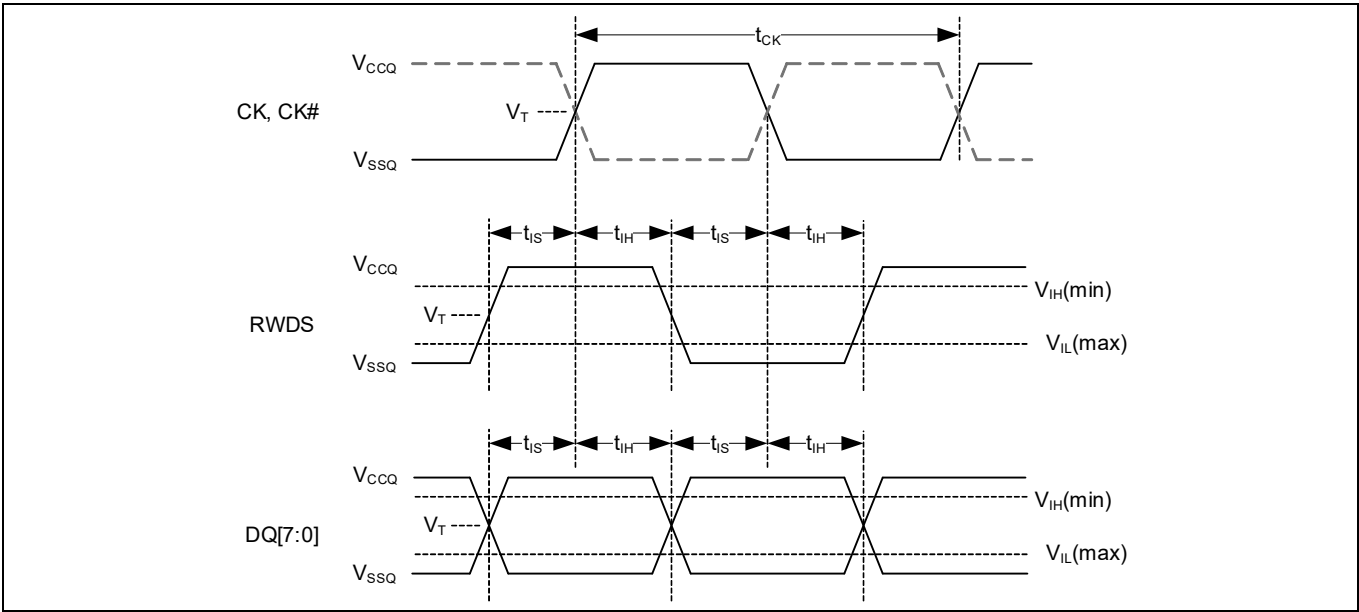 tCK
VCCQ
CK, CK#
VT
VSSQ
tIS tIH tIS tIH
VCCQ
VIH(min)
VT
RWDS
VIL(max)
VSSQ
tIS tIH tIS tIH
VCCQ
VIH(min)
VT
DQ[7:0]
VIL(max)
VSSQ